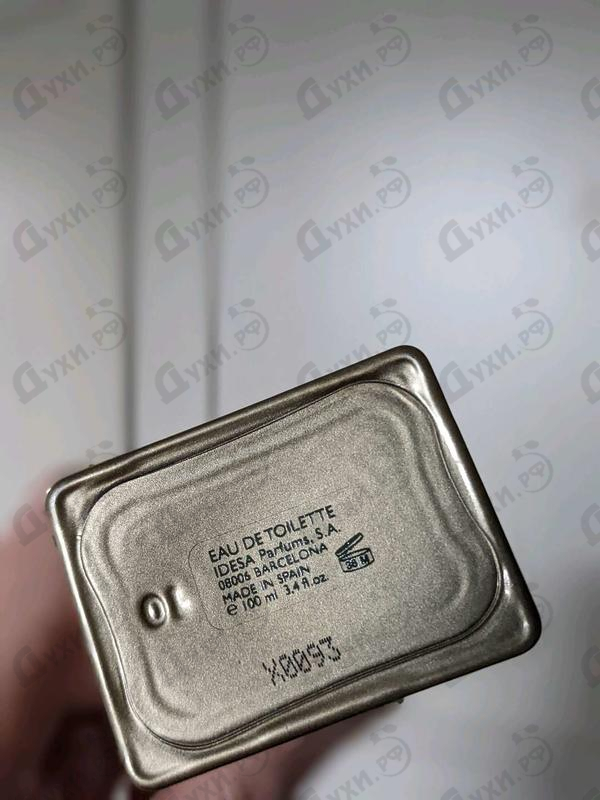 EAU DE TOILETTE
IDESA Parfums, S.A.
08006 BARCELONA
MADE IN SPAIN
e 100 ml 3.4 fl.oz.
36 M
10
X0093
Духи.рф